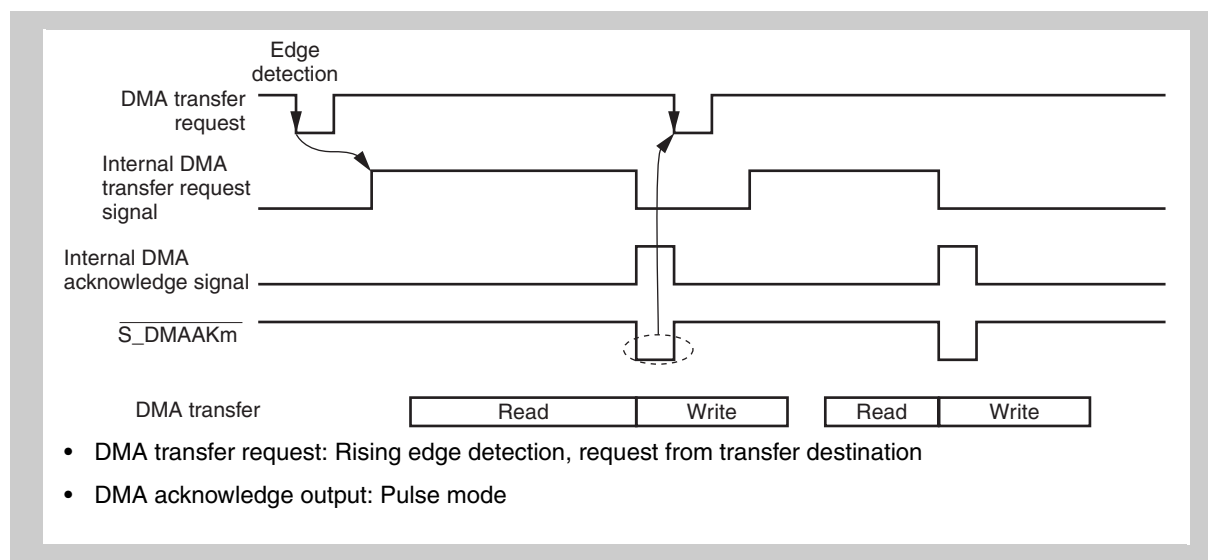 Edge
detection
DMA transfer
request
Internal DMA
transfer request
signal
Internal DMA
acknowledge signal
S_DMAAKm
DMA transfer Read Write Read Write
• DMA transfer request: Rising edge detection, request from transfer destination
• DMA acknowledge output: Pulse mode